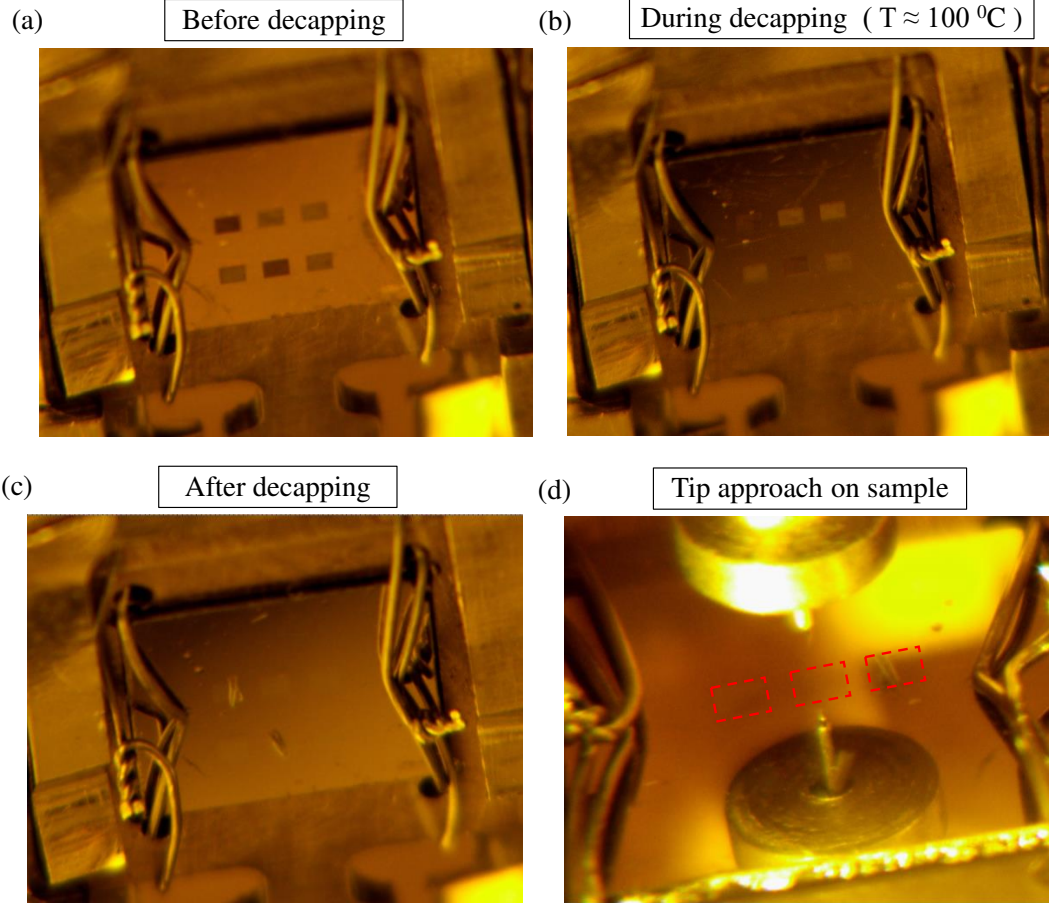 (a)
Before decapping
(b)
During decapping ( T ≈ 100 ⁰C )
(c)
After decapping
(d)
Tip approach on sample